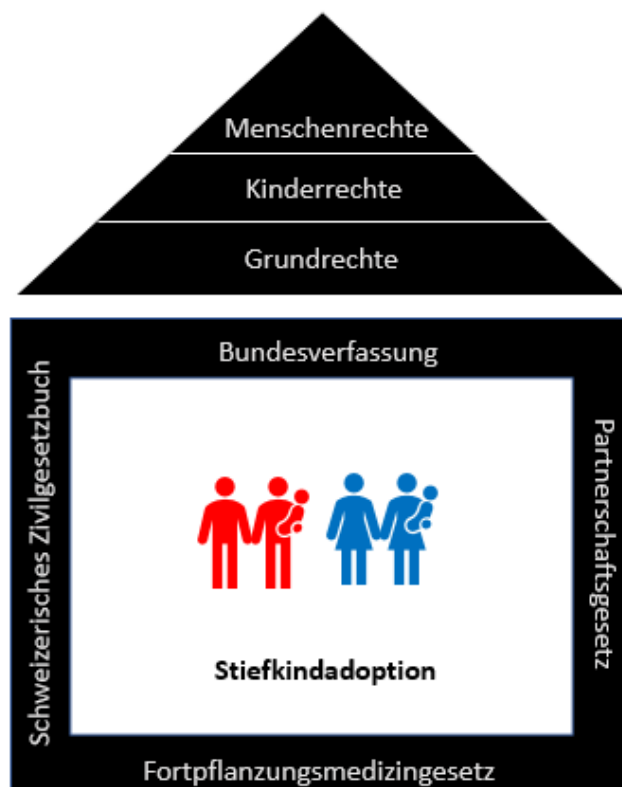 Menschenrechte
Kinderrechte
Grundrechte
Bundesverfassung
Schweizerisches Zivilgesetzbuch
Partnerschaftsgesetz
Stiefkindadoption
Fortpflanzungsmedizingesetz